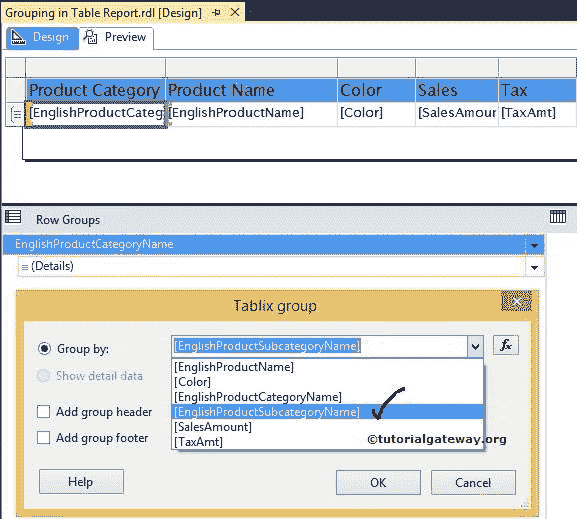 Grouping in Table Report.rdl [Design]
Design Preview
Product Category Product Name Color Sales Tax
[EnglishProductCateg [EnglishProductName] [Color] [SalesAmoun [TaxAmt]
Row Groups
EnglishProductCategoryName
(Details)
Tablix group
Group by: [EnglishProductSubcategoryName] fx
Show detail data
[EnglishProductName]
[Color]
[EnglishProductCategoryName]
[EnglishProductSubcategoryName]
[SalesAmount]
[TaxAmt]
Add group header
Add group footer
©tutorialgateway.org
Help OK Cancel